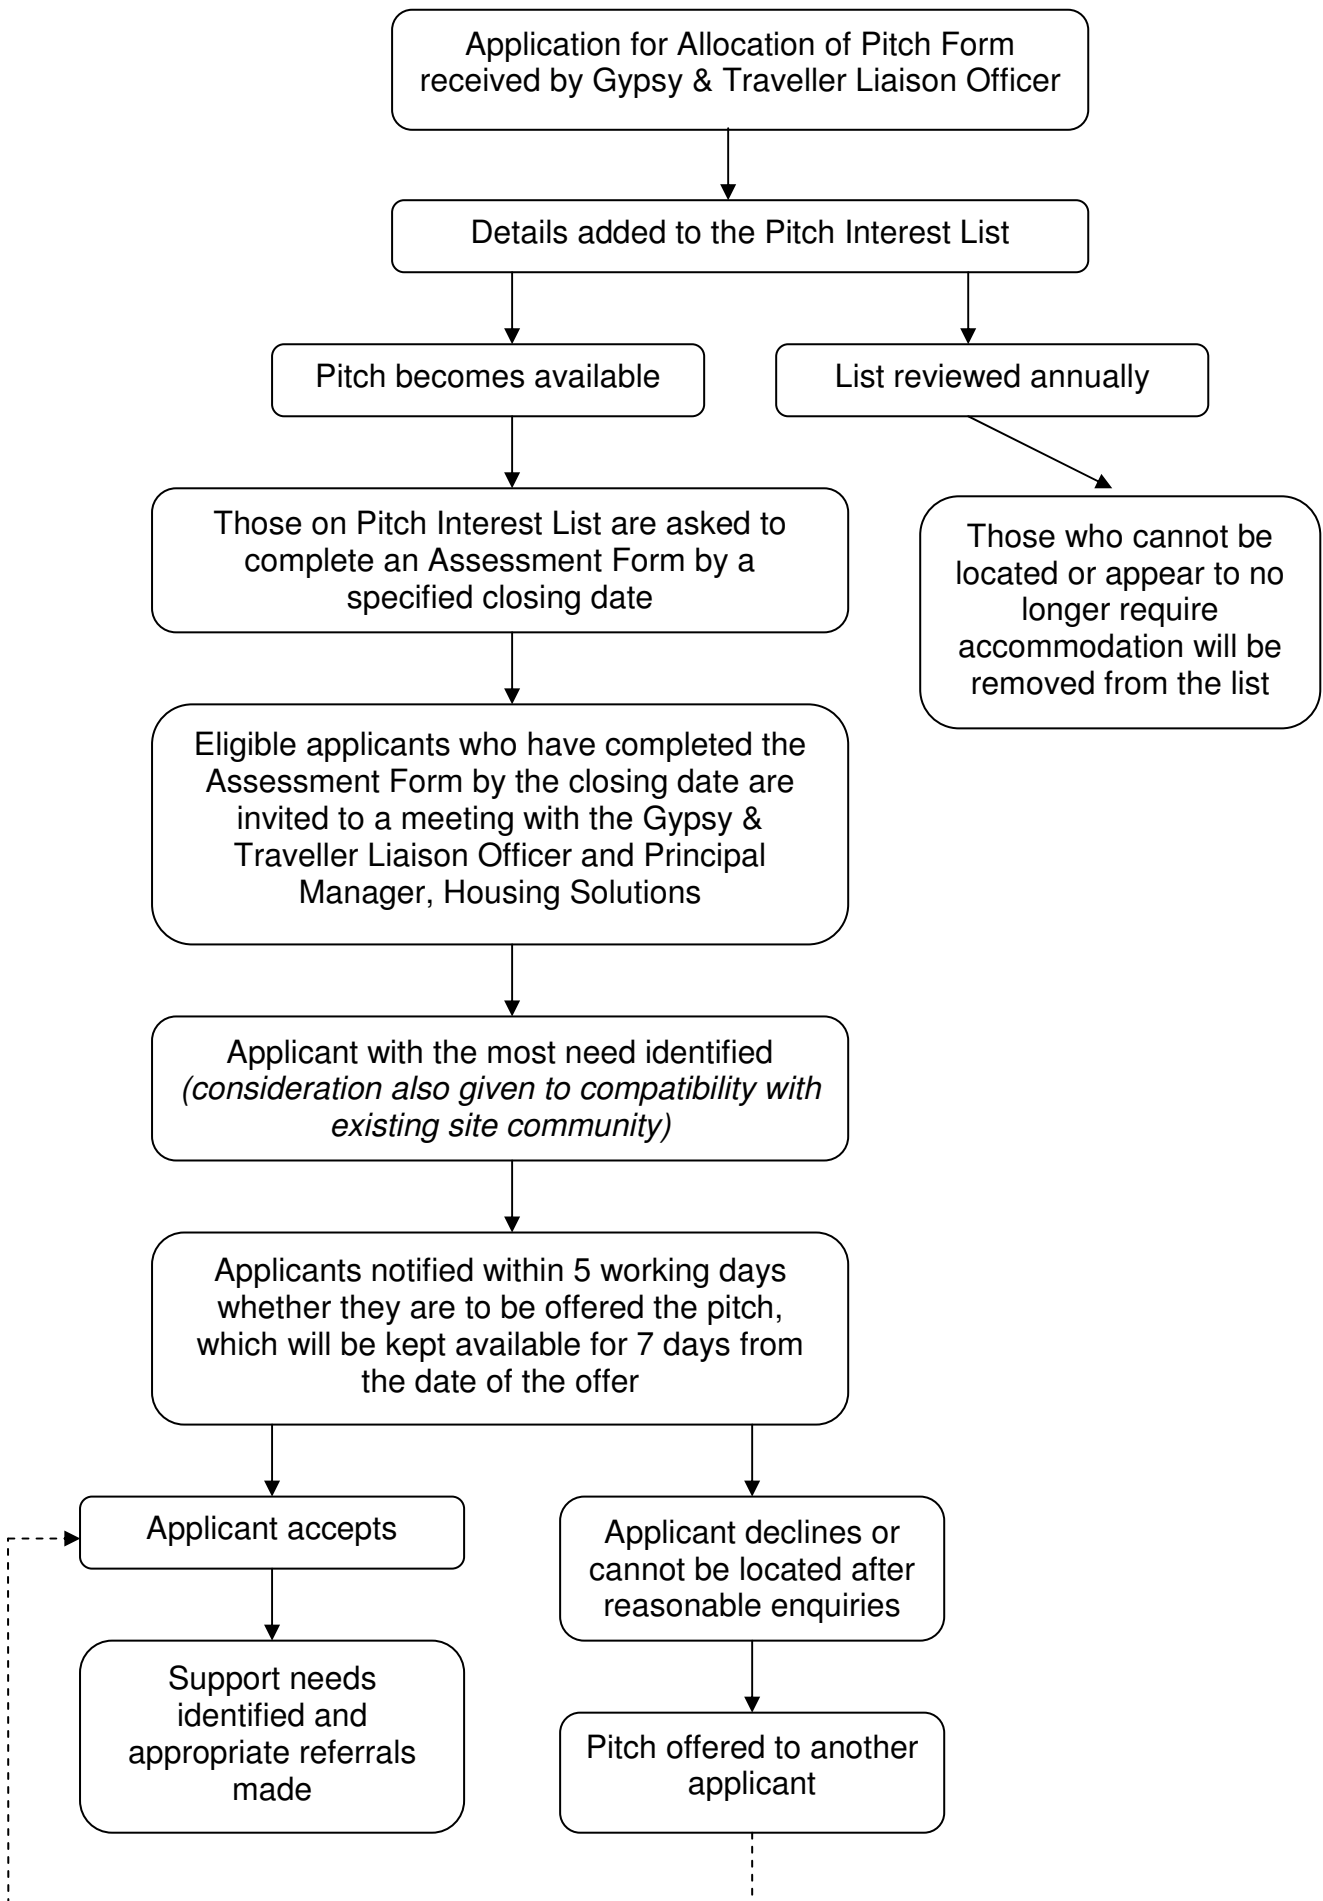 Application for Allocation of Pitch Form
received by Gypsy & Traveller Liaison Officer
Details added to the Pitch Interest List
Pitch becomes available
List reviewed annually
Those on Pitch Interest List are asked to
complete an Assessment Form by a
specified closing date
Those who cannot be
located or appear to no
longer require
accommodation will be
removed from the list
Eligible applicants who have completed the
Assessment Form by the closing date are
invited to a meeting with the Gypsy &
Traveller Liaison Officer and Principal
Manager, Housing Solutions
Applicant with the most need identified
(consideration also given to compatibility with
existing site community)
Applicants notified within 5 working days
whether they are to be offered the pitch,
which will be kept available for 7 days from
the date of the offer
Applicant accepts
Applicant declines or
cannot be located after
reasonable enquiries
Support needs
identified and
appropriate referrals
made
Pitch offered to another
applicant